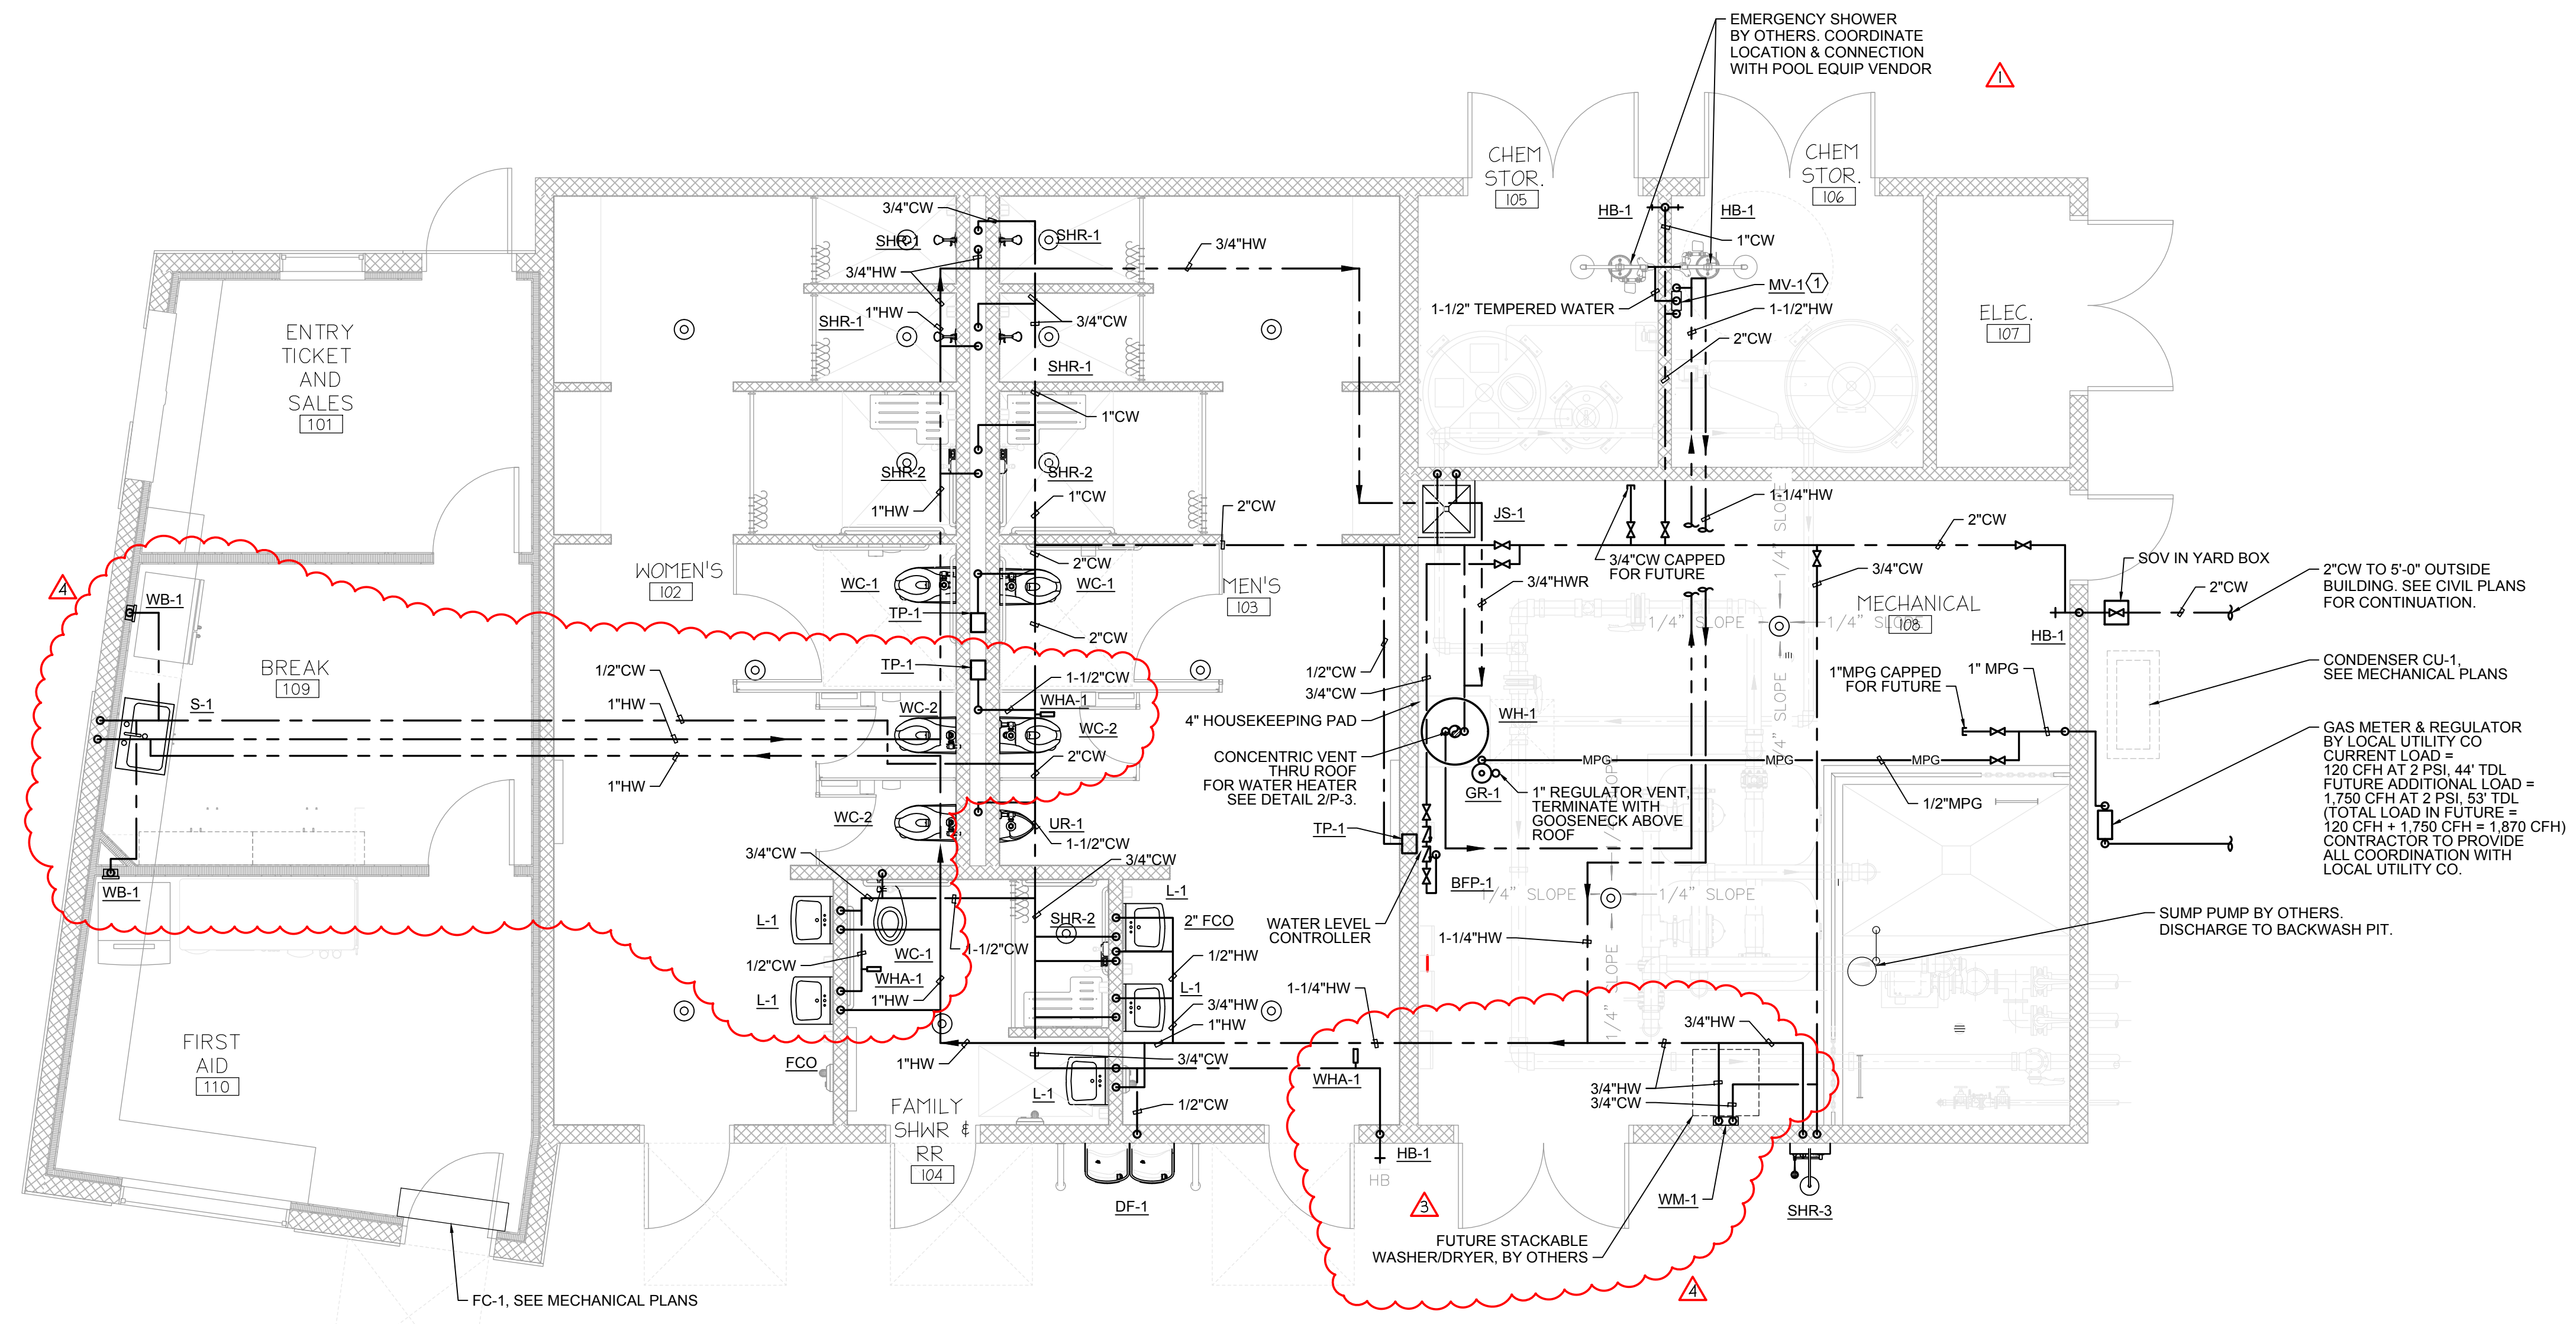 EMERGENCY SHOWER
BY OTHERS. COORDINATE
LOCATION & CONNECTION
WITH POOL EQUIP VENDOR
1
CHEM
STOR.
105
CHEM
STOR.
106
HB-1
HB-1
1"CW
MV-1
1
1-1/2" TEMPERED WATER
1-1/2"HW
2"CW
ELEC.
107
3/4"CW
SHR-1
SHR-1
3/4"HW
3/4"HW
SHR-1
1"HW
3/4"CW
SHR-1
1"CW
ENTRY
TICKET
AND
SALES
101
SHR-2
SHR-2
1"HW
1"CW
2"CW
JS-1
1-1/4"HW
2"CW
3/4"CW CAPPED
FOR FUTURE
1/4" SLOPE
3/4"CW
SOV IN YARD BOX
2"CW
2"CW TO 5'-0" OUTSIDE
BUILDING. SEE CIVIL PLANS
FOR CONTINUATION.
4
WB-1
WOMEN'S
102
WC-1
2"CW
WC-1
MEN'S
103
TP-1
2"CW
3/4"HWR
MECHANICAL
108
1/4" SLOPE
1/4" SLOPE
HB-1
BREAK
109
S-1
1/2"CW
1"HW
1"HW
TP-1
1-1/2"CW
WHA-1
WC-2
WC-2
2"CW
1/2"CW
3/4"CW
4" HOUSEKEEPING PAD
WH-1
1/4" SLOPE
1"MPG CAPPED
FOR FUTURE
1" MPG
CONDENSER CU-1,
SEE MECHANICAL PLANS
CONCENTRIC VENT
THRU ROOF
FOR WATER HEATER
SEE DETAIL 2/P-3.
MPG
MPG
MPG
GR-1
1" REGULATOR VENT,
TERMINATE WITH
GOOSENECK ABOVE
ROOF
1/2"MPG
GAS METER & REGULATOR
BY LOCAL UTILITY CO
CURRENT LOAD =
120 CFH AT 2 PSI, 44' TDL
FUTURE ADDITIONAL LOAD =
1,750 CFH AT 2 PSI, 53' TDL
(TOTAL LOAD IN FUTURE =
120 CFH + 1,750 CFH = 1,870 CFH)
CONTRACTOR TO PROVIDE
ALL COORDINATION WITH
LOCAL UTILITY CO.
WC-2
UR-1
1-1/2"CW
TP-1
3/4"CW
3/4"CW
WB-1
L-1
WC-1
1-1/2"CW
SHR-2
L-1
2" FCO
BFP-1
1/4" SLOPE
1/4" SLOPE
WATER LEVEL
CONTROLLER
SUMP PUMP BY OTHERS.
DISCHARGE TO BACKWASH PIT.
1/2"CW
WHA-1
L-1
1"HW
1/2"HW
L-1
3/4"HW
1"HW
1-1/4"HW
1/4" SLOPE
1-1/4"HW
3/4"HW
FIRST
AID
110
FCO
1"HW
L-1
3/4"CW
1/2"CW
WHA-1
3/4"HW
3/4"CW
FAMILY
SHWR &
RR
104
DF-1
HB-1
HB
3
WM-1
SHR-3
FUTURE STACKABLE
WASHER/DRYER, BY OTHERS
4
FC-1, SEE MECHANICAL PLANS